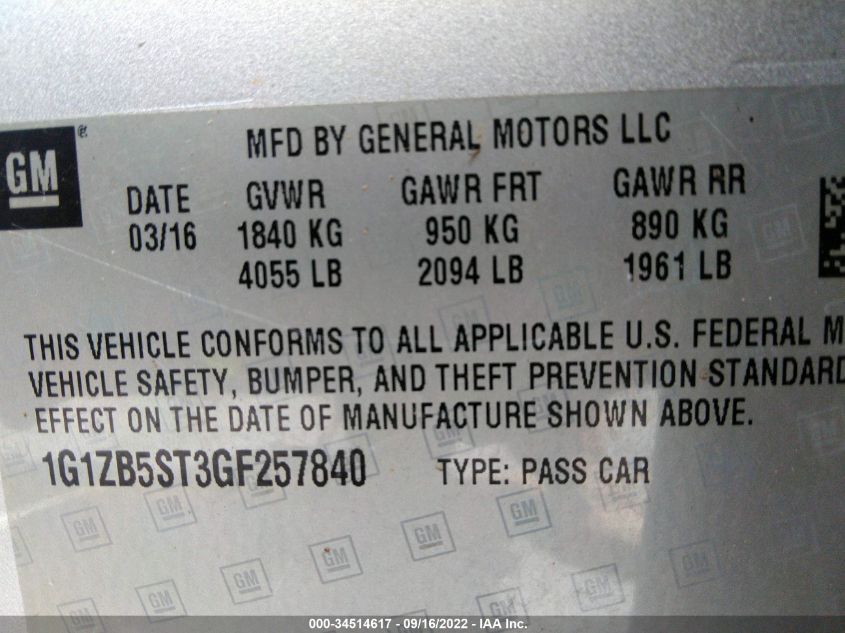 GM ®
MFD BY GENERAL MOTORS LLC
DATE GVWR GAWR FRT GAWR RR
03/16 1840 KG 950 KG 890 KG
4055 LB 2094 LB 1961 LB
THIS VEHICLE CONFORMS TO ALL APPLICABLE U.S. FEDERAL M
VEHICLE SAFETY, BUMPER, AND THEFT PREVENTION STANDARD
EFFECT ON THE DATE OF MANUFACTURE SHOWN ABOVE.
1G1ZB5ST3GF257840 TYPE: PASS CAR
000-34514617 - 09/16/2022 - IAA Inc.